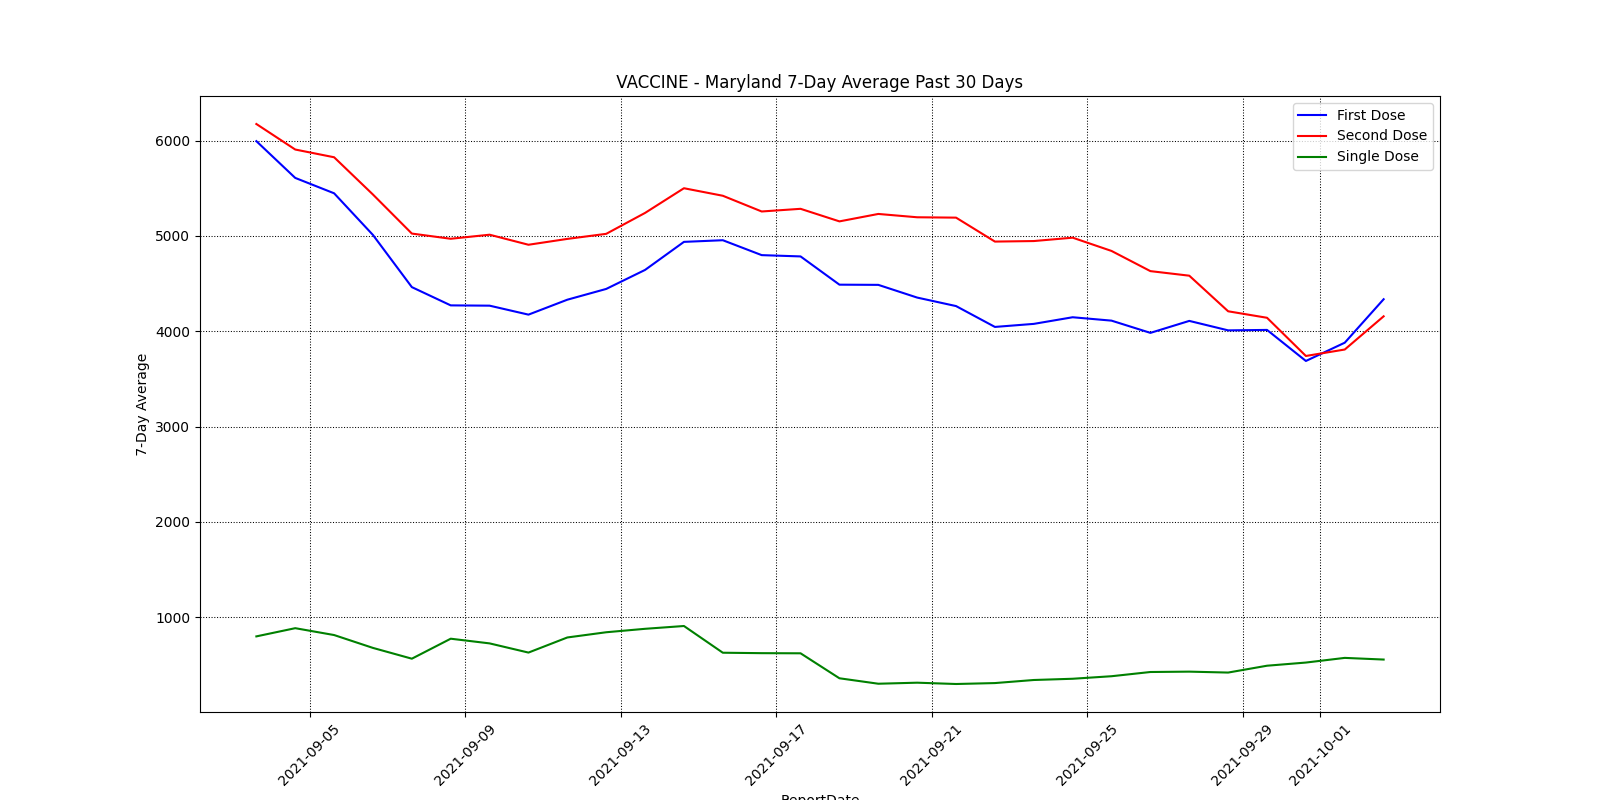 VACCINE - Maryland 7-Day Average Past 30 Days
First Dose
Second Dose
Single Dose
7-Day Average
6000
5000
4000
3000
2000
1000
2021-09-05
2021-09-09
2021-09-13
2021-09-17
2021-09-21
2021-09-25
2021-09-29
2021-10-01
ReportDate